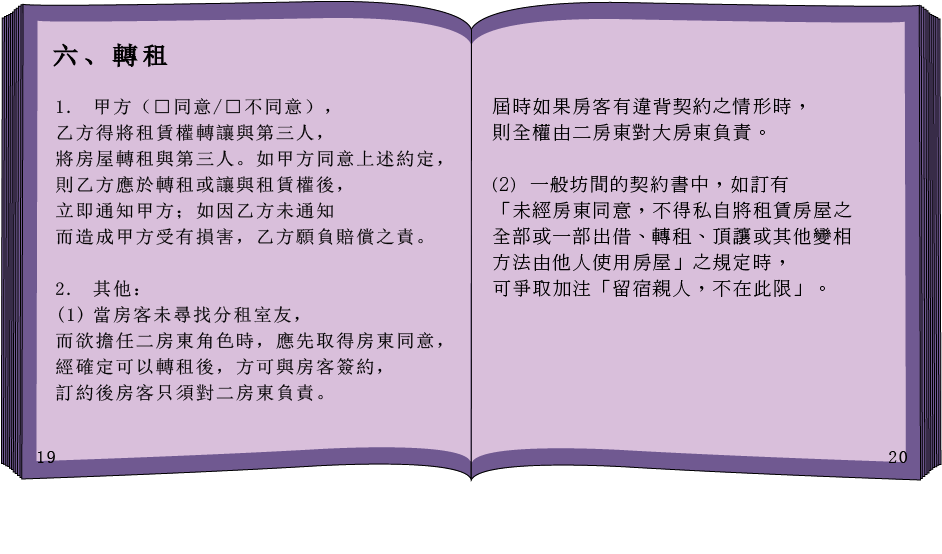 六、轉租
1. 甲方（□同意/□不同意），
乙方得將租賃權轉讓與第三人，
將房屋轉租與第三人。如甲方同意上述約定，
則乙方應於轉租或讓與租賃權後，
立即通知甲方；如因乙方未通知
而造成甲方受有損害，乙方願負賠償之責。
2. 其他：
(1) 當房客未尋找分租室友，
而欲擔任二房東角色時，應先取得房東同意，
經確定可以轉租後，方可與房客簽約，
訂約後房客只須對二房東負責。
19
屆時如果房客有違背契約之情形時，
則全權由二房東對大房東負責。
(2) 一般坊間的契約書中，如訂有
「未經房東同意，不得私自將租賃房屋之
全部或一部出借、轉租、頂讓或其他變相
方法由他人使用房屋」之規定時，
可爭取加注「留宿親人，不在此限」。
20